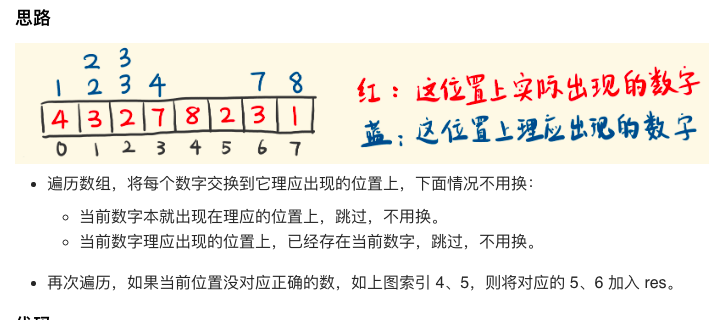 思路
2 3
1 2 3 4 7 8
红：这位置上实际出现的数字
4 3 2 7 8 2 3 1
蓝：这位置上理应出现的数字
0 1 2 3 4 5 6 7
• 遍历数组，将每个数字交换到它理应出现的位置上，下面情况不用换：
◦ 当前数字本就出现在理应的位置上，跳过，不用换。
◦ 当前数字理应出现的位置上，已经存在当前数字，跳过，不用换。
• 再次遍历，如果当前位置没对应正确的数，如上图索引 4、5，则将对应的 5、6 加入 res。